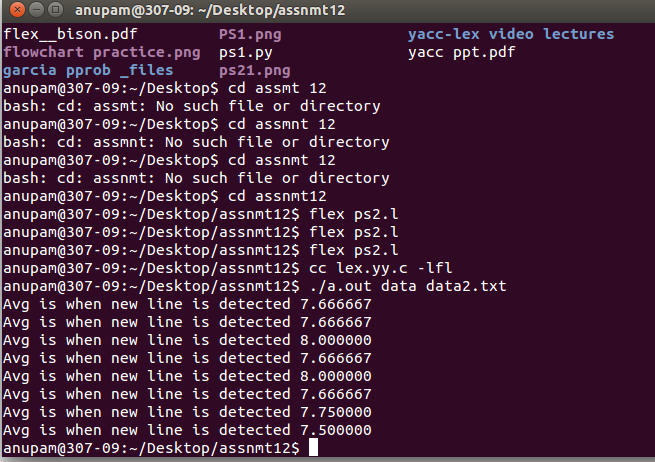 anupam@307-09: ~/Desktop/assnmt12
flex__bison.pdf PS1.png yacc-lex video lectures
flowchart practice.png ps1.py yacc ppt.pdf
garcia pprob _files ps21.png
anupam@307-09:~/Desktop$ cd assmt 12
bash: cd: assmt: No such file or directory
anupam@307-09:~/Desktop$ cd assmnt 12
bash: cd: assmnt: No such file or directory
anupam@307-09:~/Desktop$ cd assnmt 12
bash: cd: assnmt: No such file or directory
anupam@307-09:~/Desktop$ cd assnmt12
anupam@307-09:~/Desktop/assnmt12$ flex ps2.l
anupam@307-09:~/Desktop/assnmt12$ flex ps2.l
anupam@307-09:~/Desktop/assnmt12$ flex ps2.l
anupam@307-09:~/Desktop/assnmt12$ cc lex.yy.c -lfl
anupam@307-09:~/Desktop/assnmt12$ ./a.out data data2.txt
Avg is when new line is detected 7.666667
Avg is when new line is detected 7.666667
Avg is when new line is detected 8.000000
Avg is when new line is detected 7.666667
Avg is when new line is detected 8.000000
Avg is when new line is detected 7.666667
Avg is when new line is detected 7.750000
Avg is when new line is detected 7.500000
anupam@307-09:~/Desktop/assnmt12$